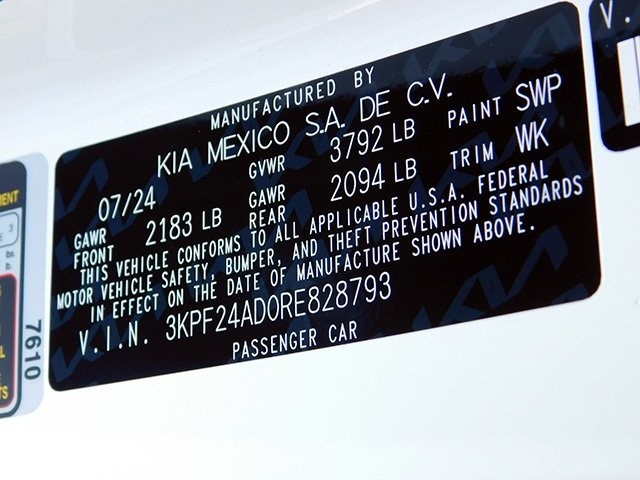 MANUFACTURED BY
KIA MEXICO S.A. DE C.V.
07/24 GVWR 3792 LB PAINT SWP
GAWR FRONT 2183 LB GAWR REAR 2094 LB TRIM WK
THIS VEHICLE CONFORMS TO ALL APPLICABLE U.S.A. FEDERAL
MOTOR VEHICLE SAFETY, BUMPER, AND THEFT PREVENTION STANDARDS
IN EFFECT ON THE DATE OF MANUFACTURE SHOWN ABOVE.
V.I.N. 3KPF24AD0RE828793
PASSENGER CAR
7610
V.